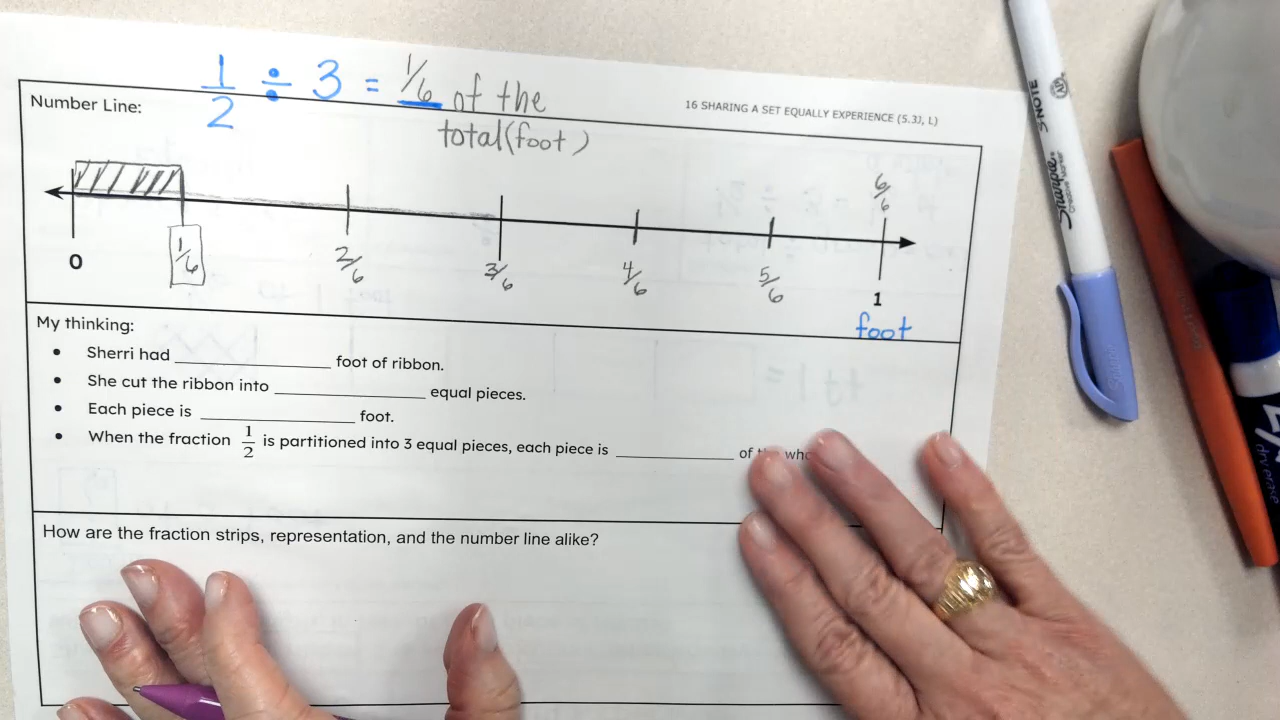 1/2 ÷ 3 = 1/6 of the
total (foot)
Number Line:
16 SHARING A SET EQUALLY EXPERIENCE (5.3J, L)
6/6
0 1/6 2/6 3/6 4/6 5/6 1
foot
My thinking:
• Sherri had ____________ foot of ribbon.
• She cut the ribbon into ____________ equal pieces.
• Each piece is ____________ foot.
• When the fraction 1/2 is partitioned into 3 equal pieces, each piece is _________ of
How are the fraction strips, representation, and the number line alike?
S·NOTE
Sharpie